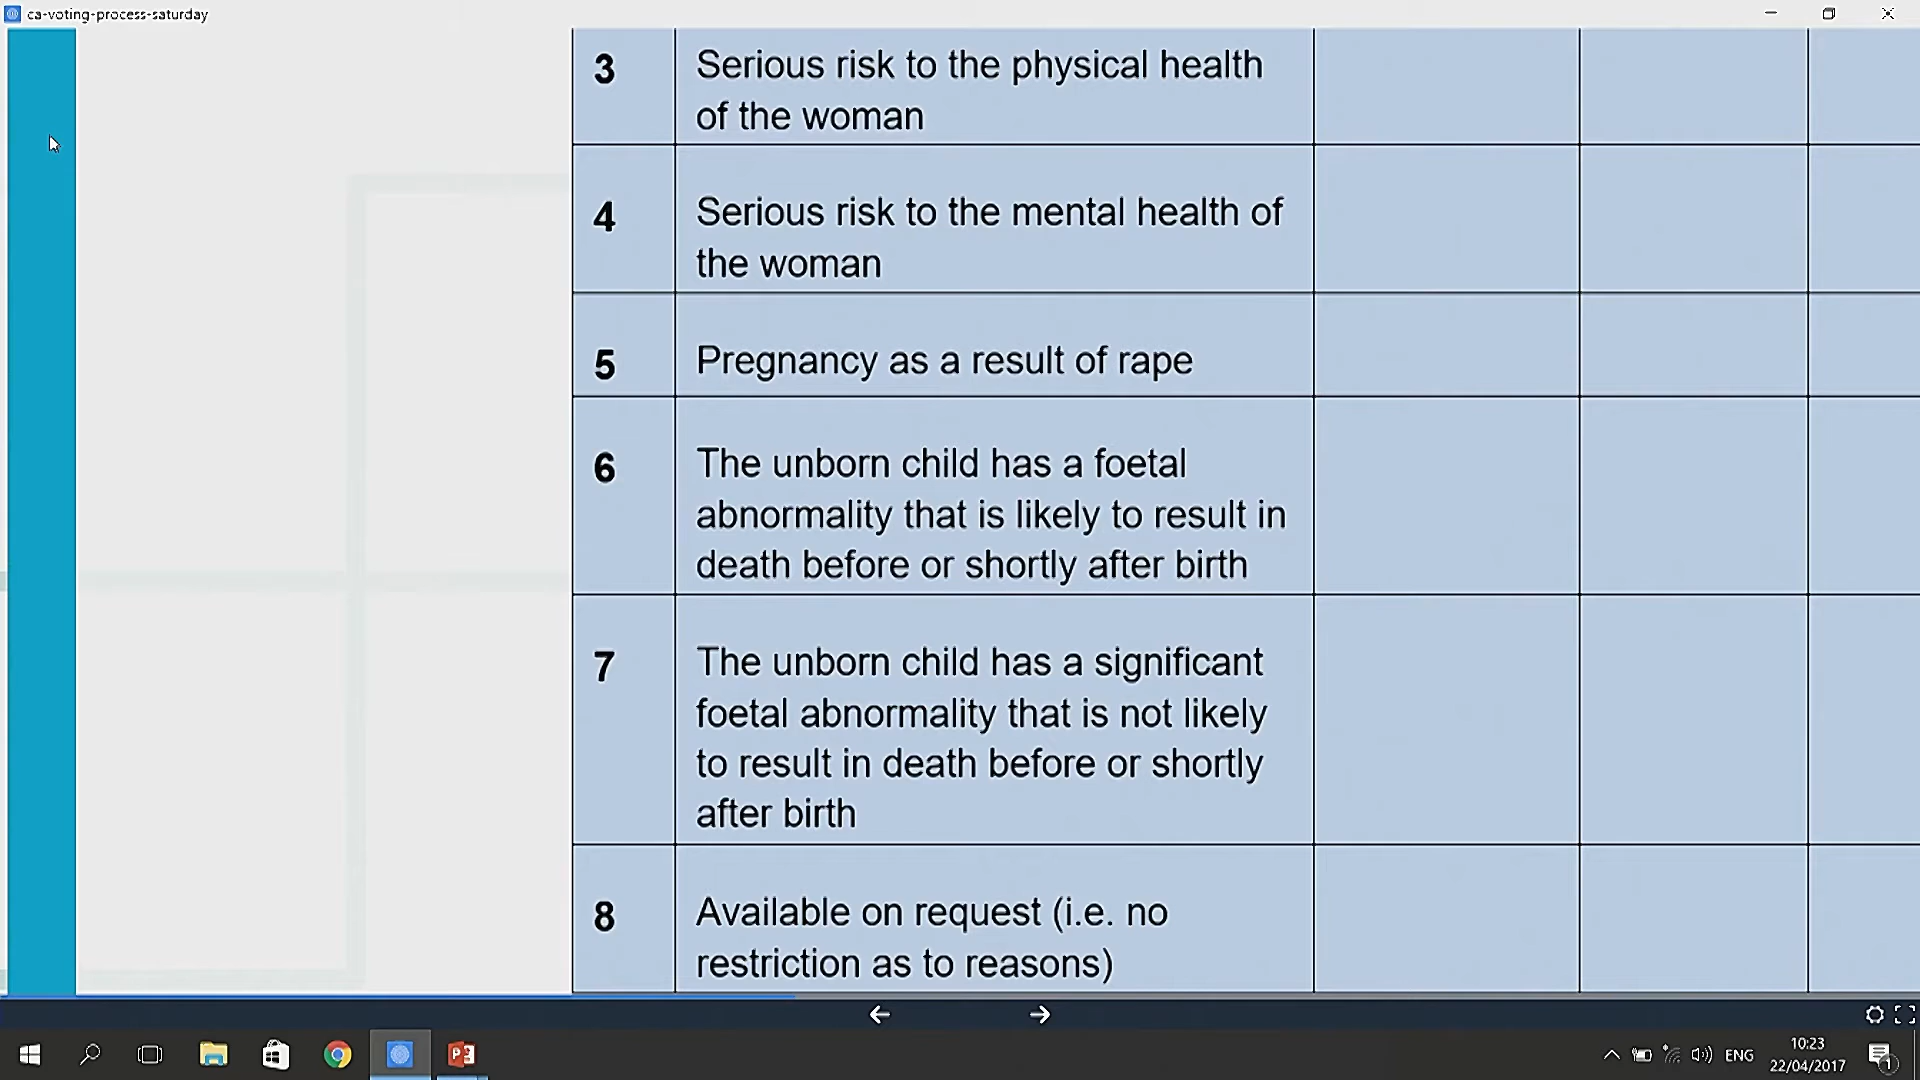 ca-voting-process-saturday
3 Serious risk to the physical health
of the woman
4 Serious risk to the mental health of
the woman
5 Pregnancy as a result of rape
6 The unborn child has a foetal
abnormality that is likely to result in
death before or shortly after birth
7 The unborn child has a significant
foetal abnormality that is not likely
to result in death before or shortly
after birth
8 Available on request (i.e. no
restriction as to reasons)
ENG
10:23
22/04/2017
1